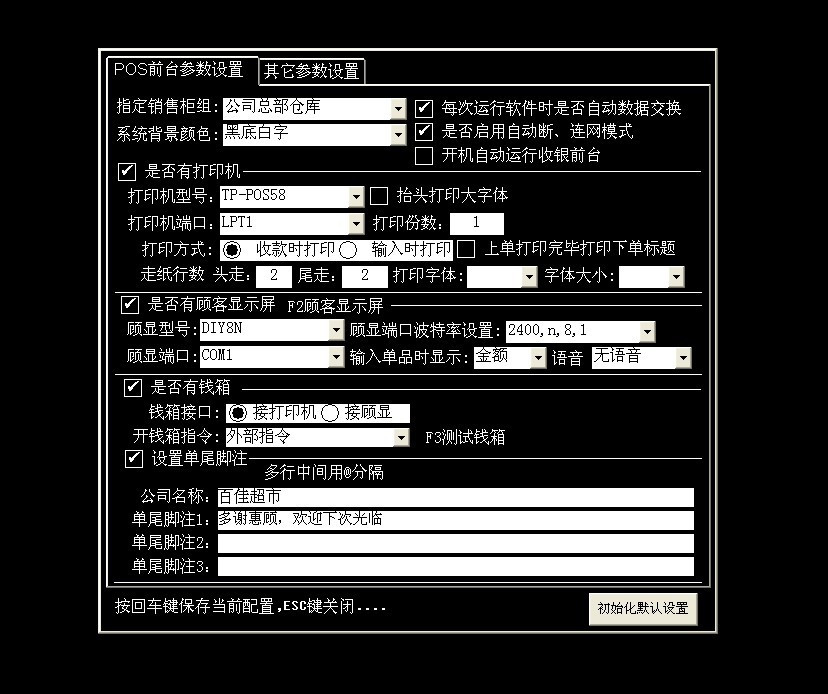 POS前台参数设置 其它参数设置
指定销售柜组: 公司总部仓库 每次运行软件时是否自动数据交换
系统背景颜色: 黑底白字 是否启用自动断、连网模式
开机自动运行收银前台
是否有打印机
打印机型号: TP-POS58 抬头打印大字体
打印机端口: LPT1 打印份数: 1
打印方式: 收款时打印 输入时打印 上单打印完毕打印下单标题
走纸行数 头走: 2 尾走: 2 打印字体: 字体大小:
是否有顾客显示屏 F2顾客显示屏
顾显型号: DIY8N 顾显端口波特率设置: 2400,n,8,1
顾显端口: COM1 输入单品时显示: 金额 语音 无语音
是否有钱箱
钱箱接口: 接打印机 接顾显
开钱箱指令: 外部指令 F3测试钱箱
设置单尾脚注
多行中间用@分隔
公司名称: 百佳超市
单尾脚注1: 多谢惠顾，欢迎下次光临
单尾脚注2:
单尾脚注3:
按回车键保存当前配置,ESC键关闭.... 初始化默认设置